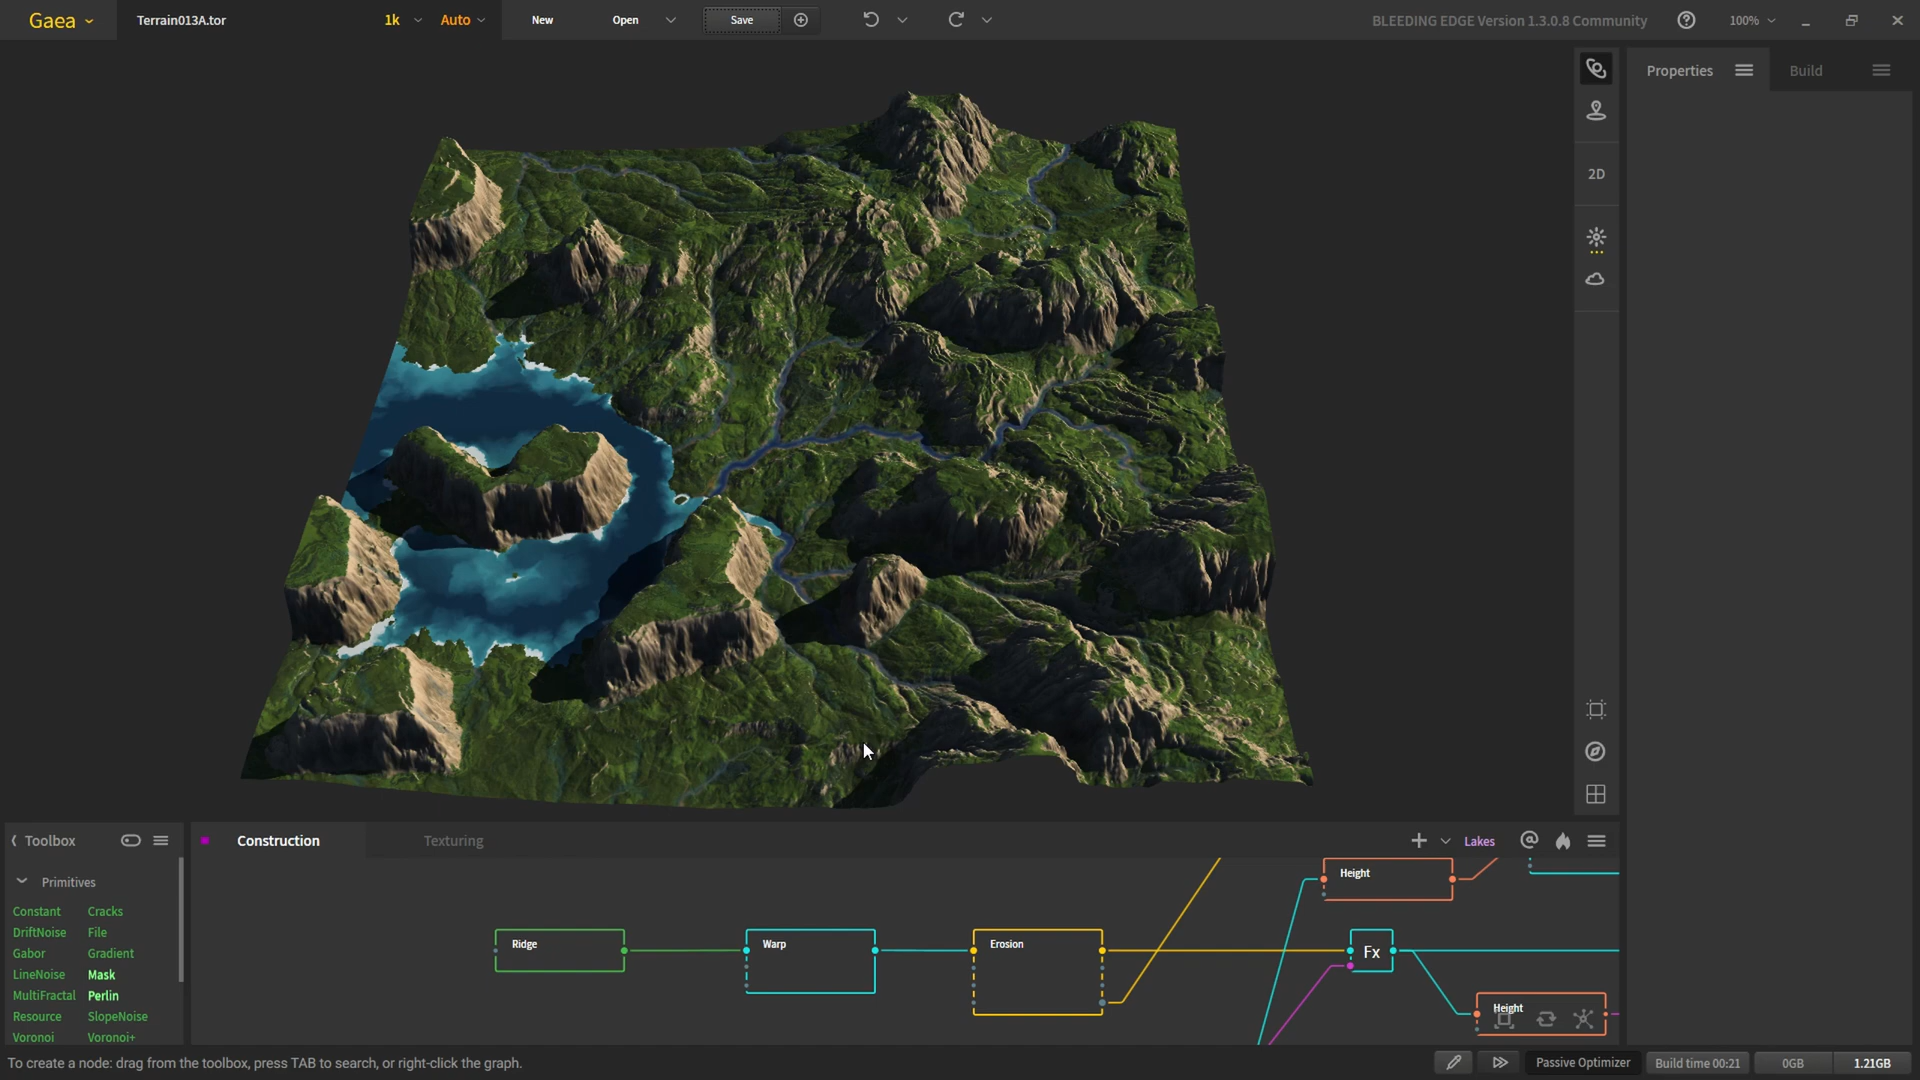 Gaea
Terrain013A.tor
1k
Auto
New
Open
Save
BLEEDING EDGE Version 1.3.0.8 Community
100%
Properties
Build
2D
Toolbox
Construction
Texturing
Lakes
Primitives
Constant Cracks
DriftNoise File
Gabor Gradient
LineNoise Mask
MultiFractal Perlin
Resource SlopeNoise
Voronoi Voronoi+
Ridge
Warp
Erosion
Height
Fx
Height
To create a node: drag from the toolbox, press TAB to search, or right-click the graph.
Passive Optimizer
Build time 00:21
0GB
1.21GB